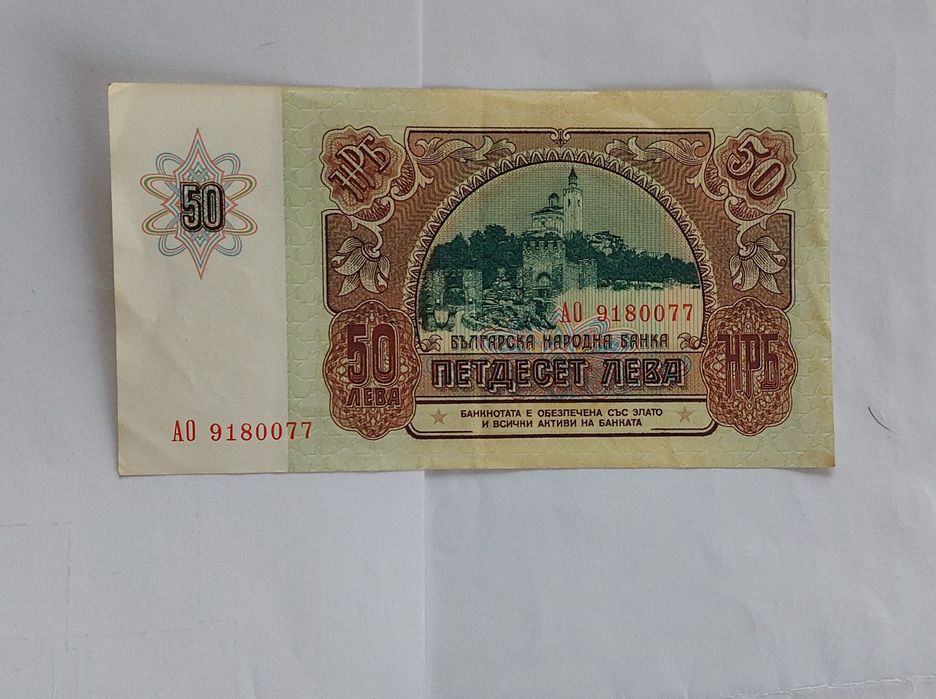 НРБ
50
50
АО 9180077
БЪЛГАРСКА НАРОДНА БАНКА
50
ЛЕВА
ПЕТДЕСЕТ ЛЕВА
НРБ
БАНКНОТАТА Е ОБЕЗПЕЧЕНА СЪС ЗЛАТО
И ВСИЧКИ АКТИВИ НА БАНКАТА
АО 9180077